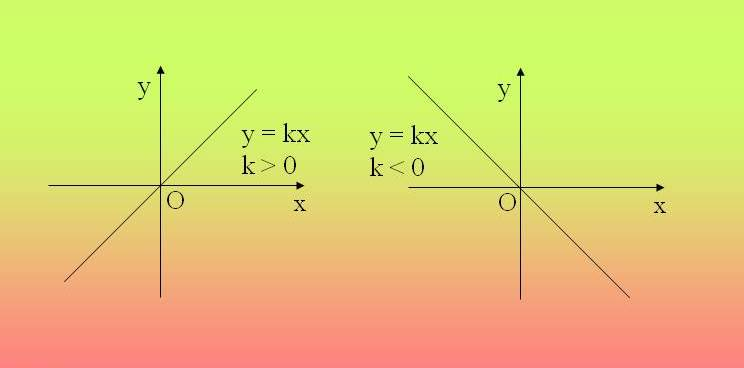 y
y = kx
k > 0
O
x
y
y = kx
k < 0
O
x